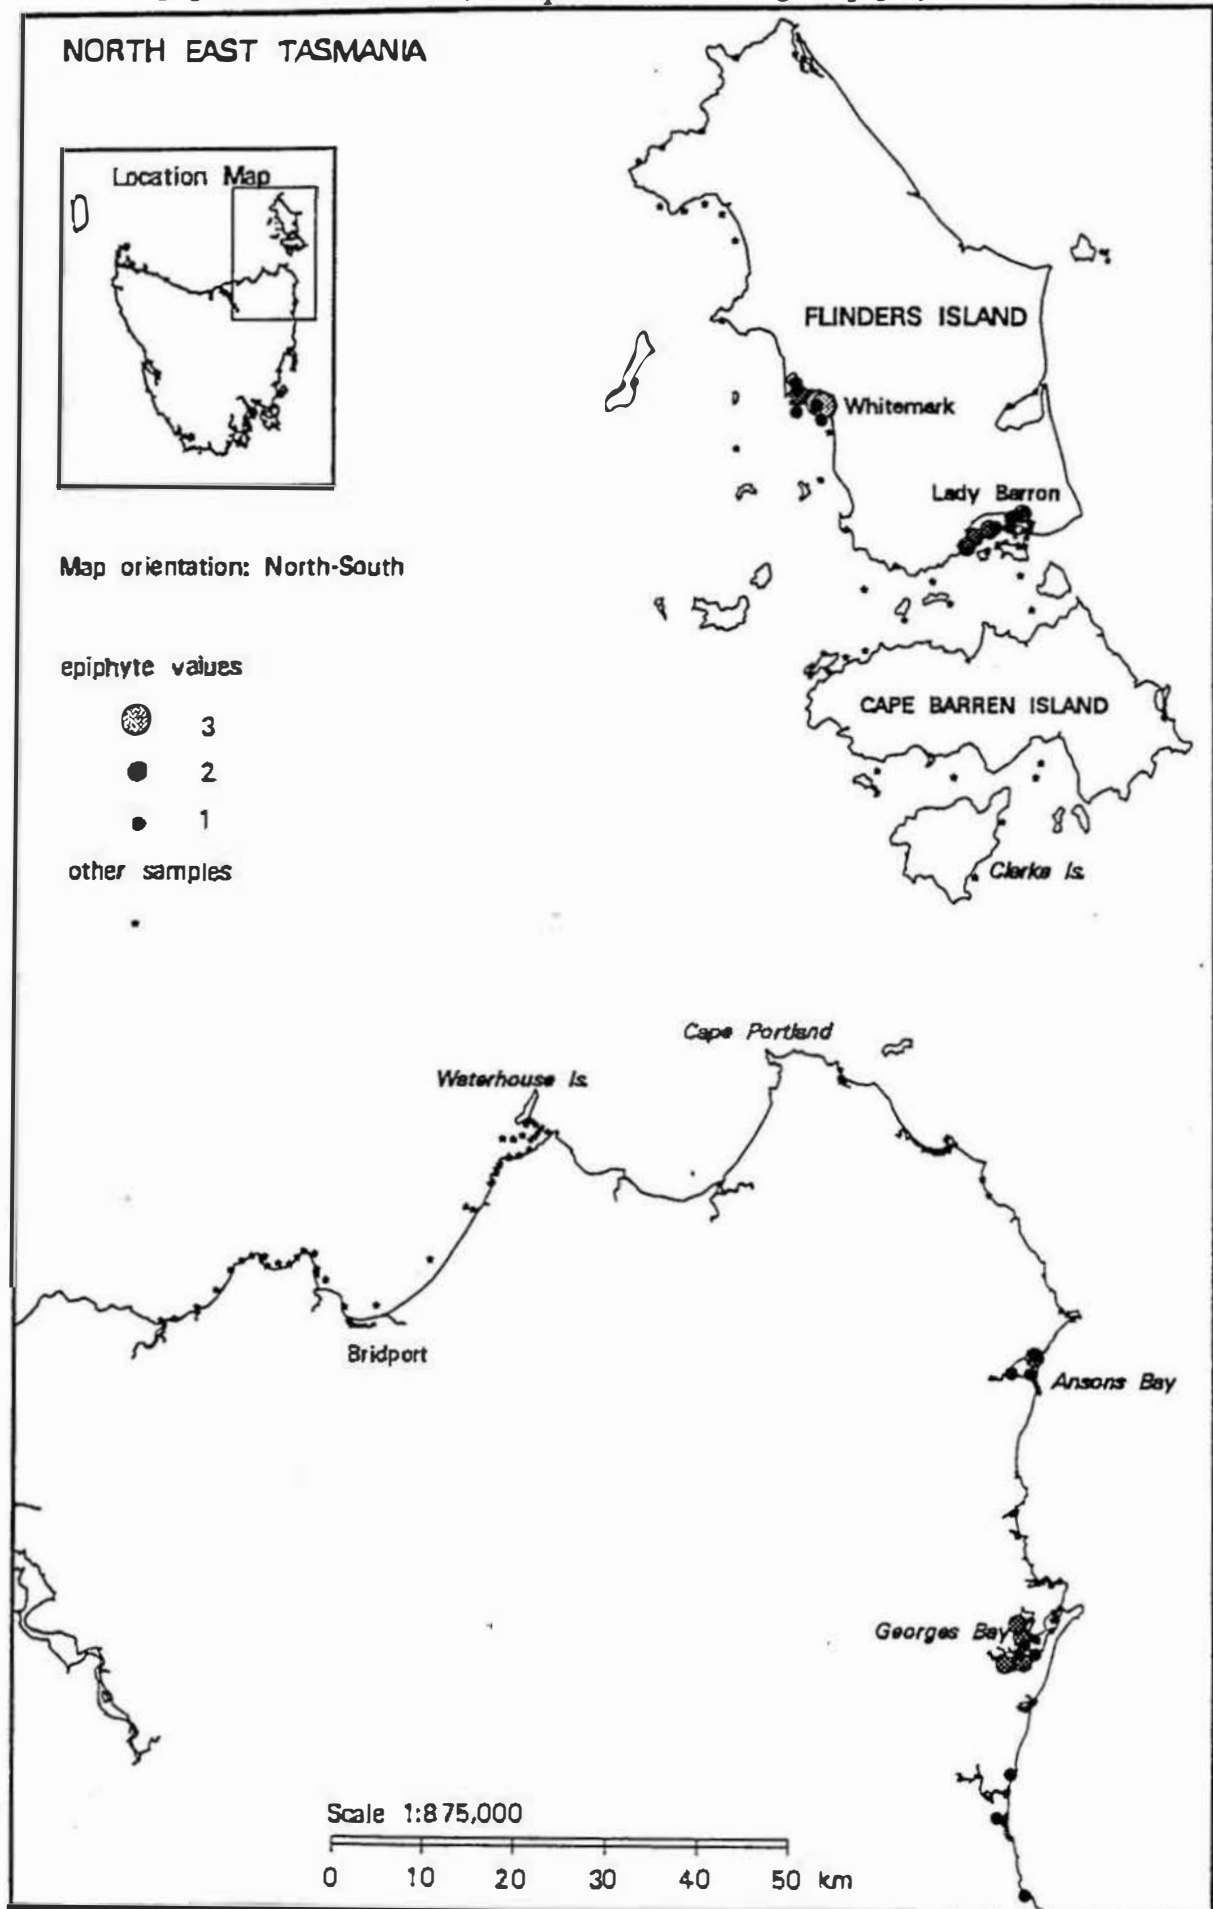 NORTH EAST TASMANIA
Location Map
FLINDERS ISLAND
Whitemark
Lady Barron
Map orientation: North-South
epiphyte values
3
2
1
other samples
CAPE BARREN ISLAND
Clarke Is.
Cape Portland
Waterhouse Is.
Bridport
Ansons Bay
Georges Bay
Scale 1:875,000
0 10 20 30 40 50 km